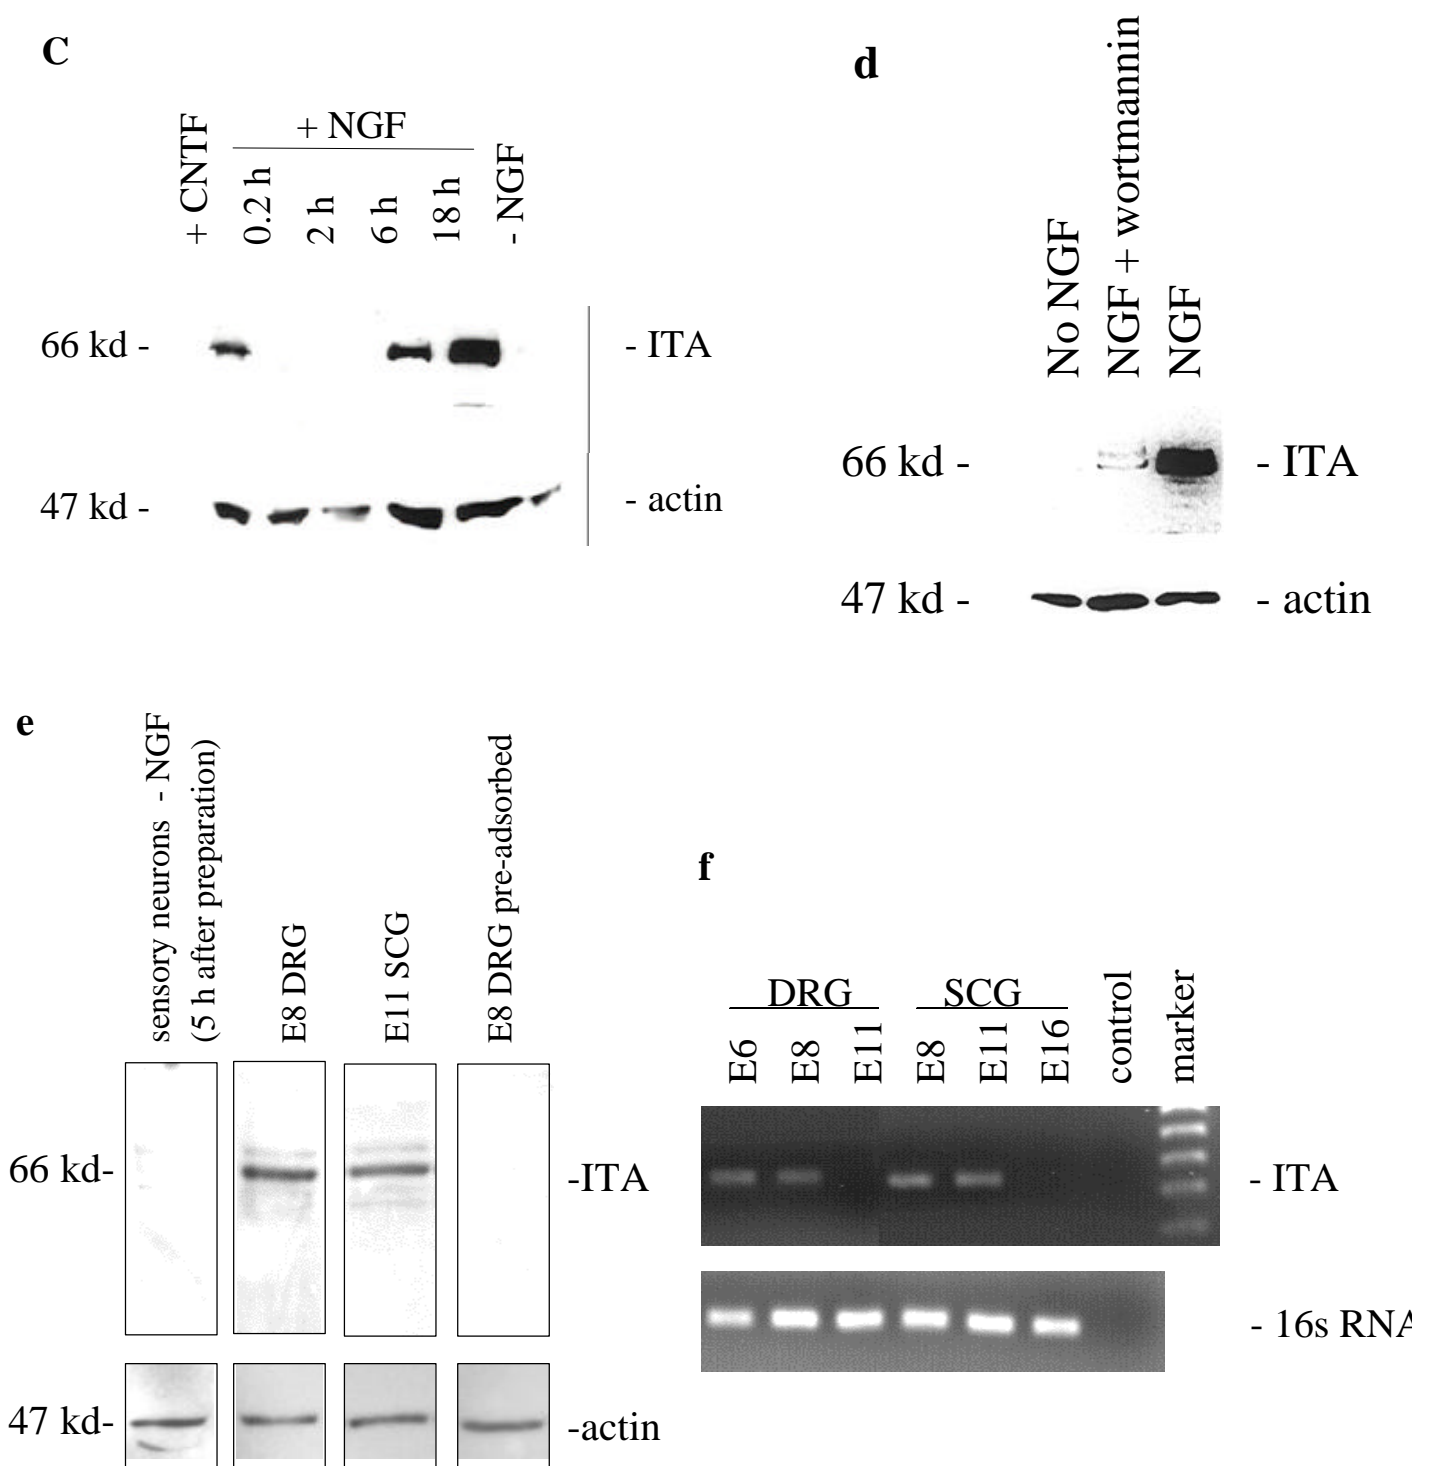 C
+ CNTF
+ NGF
0.2 h
2 h
6 h
18 h
- NGF
66 kd -
- ITA
47 kd -
- actin
d
No NGF
NGF + wortmannin
NGF
66 kd -
- ITA
47 kd -
- actin
e
sensory neurons - NGF
(5 h after preparation)
E8 DRG
E11 SCG
E8 DRG pre-adsorbed
66 kd-
-ITA
47 kd-
-actin
f
DRG
SCG
E6
E8
E11
E8
E11
E16
control
marker
- ITA
- 16s RNA